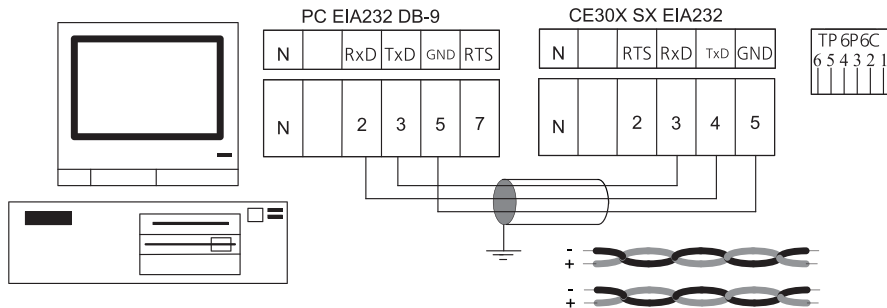 PC EIA232 DB-9
N RxD TxD GND RTS
N 2 3 5 7
CE30X SX EIA232
N RTS RxD TxD GND
N 2 3 4 5
TP 6P6C
6 5 4 3 2 1
-
+
-
+